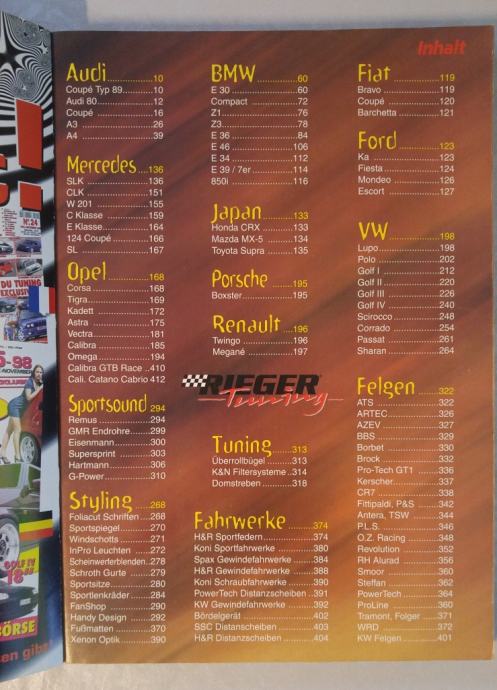 Inhalt
Audi 10
Coupé Typ 89 10
Audi 80 12
Coupé 16
A3 26
A4 39
Mercedes 136
SLK 136
CLK 151
W 201 155
C Klasse 159
E Klasse 164
124 Coupé 166
SL 167
Opel 168
Corsa 168
Tigra 169
Kadett 172
Astra 175
Vectra 181
Calibra 185
Omega 194
Calibra GTB Race 410
Cali. Catano Cabrio 412
Sportsound 294
Remus 294
GMR Endrohre 299
Eisenmann 300
Supersprint 303
Hartmann 306
G-Power 310
Styling 268
Foliacut Schriften 268
Sportspiegel 270
Windschotts 271
InPro Leuchten 272
Scheinwerferblenden 278
Schroth Gurte 279
Sportsitze 280
Sportlenkräder 284
FanShop 290
Handy Design 292
Fußmatten 370
Xenon Optik 390
BMW 60
E 30 60
Compact 72
Z1 76
Z3 78
E 36 84
E 46 106
E 34 112
E 39 / 7er 114
850i 116
Japan 133
Honda CRX 133
Mazda MX-5 134
Toyota Supra 135
Porsche 195
Boxster 195
Renault 196
Twingo 196
Megané 197
RIEGER
Tuning
Tuning 313
Überrollbügel 313
K&N Filtersysteme 314
Domstreben 318
Fahrwerke 374
H&R Sportfedern 374
Koni Sportfahrwerke 380
Spax Gewindefahrwerke 384
H&R Gewindefahrwerke 388
Koni Schraubfahrwerke 390
PowerTech Distanzscheiben 391
KW Gewindefahrwerke 392
Bördelgerät 402
SSC Distanscheiben 403
H&R Distanzscheiben 404
Fiat 119
Bravo 119
Coupé 120
Barchetta 121
Ford 123
Ka 123
Fiesta 124
Mondeo 126
Escort 127
VW 198
Lupo 198
Polo 202
Golf I 212
Golf II 220
Golf III 226
Golf IV 240
Scirocco 248
Corrado 254
Passat 261
Sharan 264
Felgen 322
ATS 322
ARTEC 326
AZEV 327
BBS 329
Borbet 330
Brock 332
Pro-Tech GT1 336
Kerscher 337
CR7 338
Fittipaldi, P&S 342
Antera, TSW 344
P.L.S. 346
O.Z. Racing 348
Revolution 352
RH Alurad 356
Smoor 360
Steffan 362
PowerTech 364
ProLine 360
Tramont, Folger 371
WRD 372
KW Felgen 401
Nr.24
DU TUNING
EXCLUSIV
5-98
NOVEMBER
GOLF IV
BÖRSE